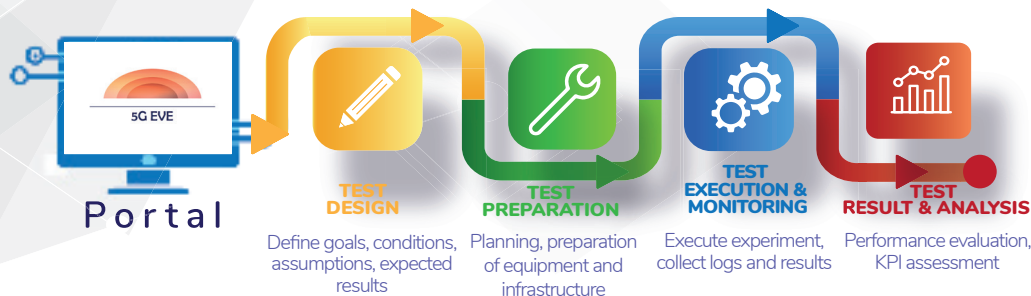 5G EVE
Portal
TEST
DESIGN
Define goals, conditions,
assumptions, expected
results
TEST
PREPARATION
Planning, preparation
of equipment and
infrastructure
TEST
EXECUTION &
MONITORING
Execute experiment,
collect logs and results
TEST
RESULT & ANALYSIS
Performance evaluation,
KPI assessment